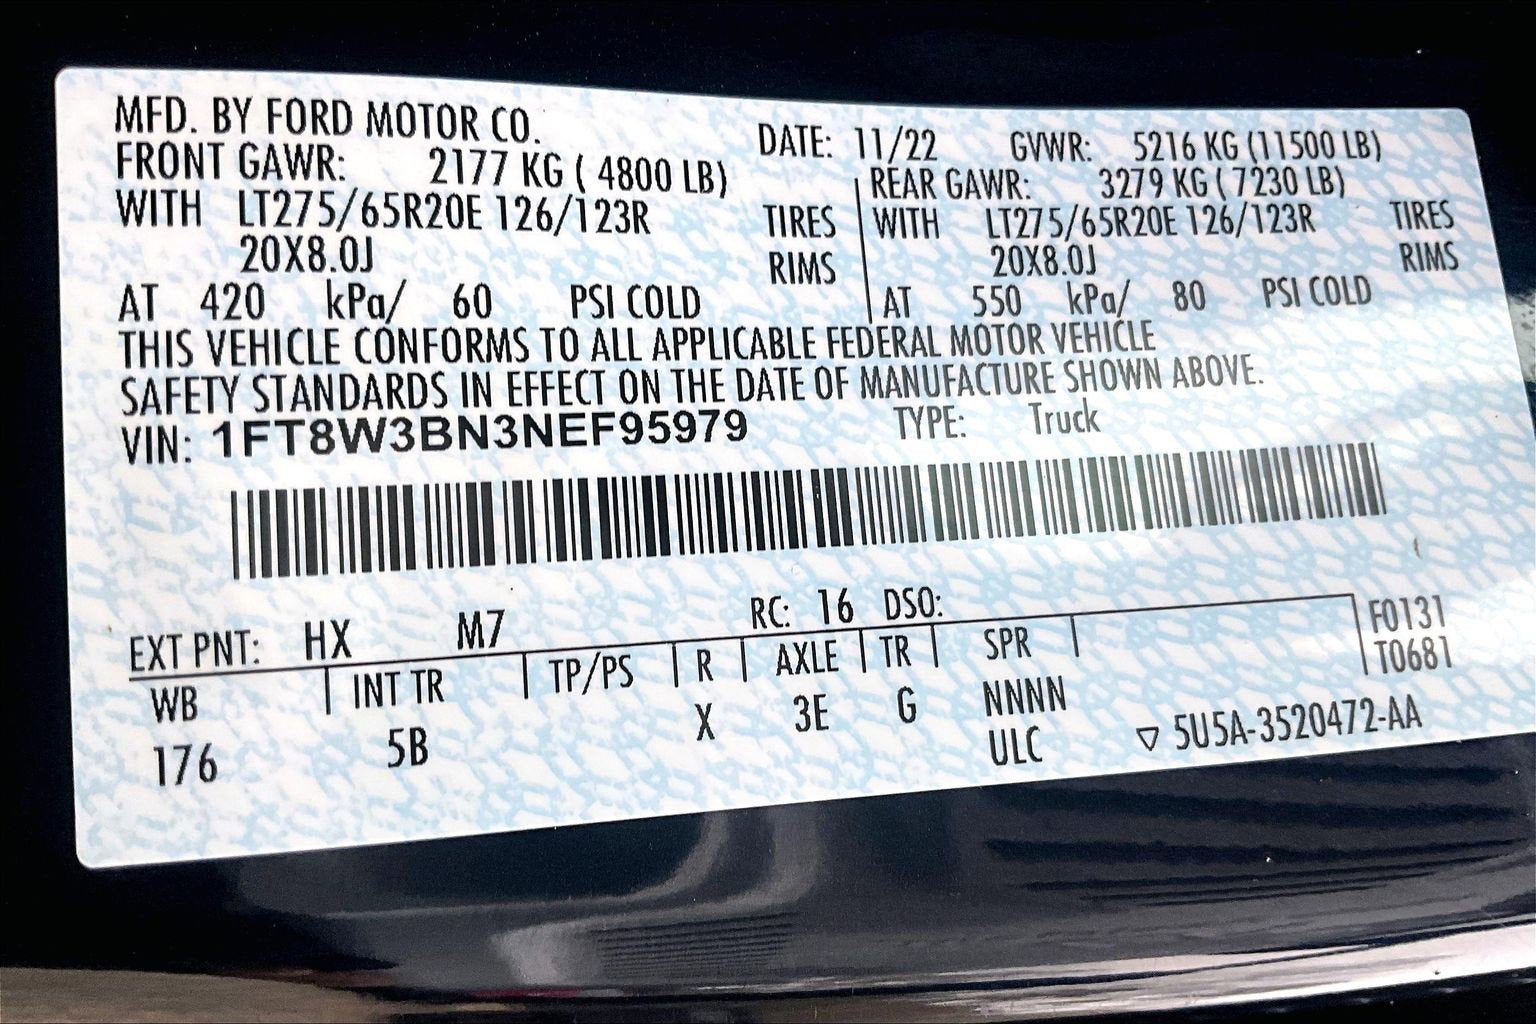 MFD. BY FORD MOTOR CO. DATE: 11/22 GVWR: 5216 KG (11500 LB)
FRONT GAWR: 2177 KG ( 4800 LB) REAR GAWR: 3279 KG ( 7230 LB)
WITH LT275/65R20E 126/123R TIRES WITH LT275/65R20E 126/123R TIRES
20X8.0J RIMS 20X8.0J RIMS
AT 420 kPa/ 60 PSI COLD AT 550 kPa/ 80 PSI COLD
THIS VEHICLE CONFORMS TO ALL APPLICABLE FEDERAL MOTOR VEHICLE
SAFETY STANDARDS IN EFFECT ON THE DATE OF MANUFACTURE SHOWN ABOVE.
VIN: 1FT8W3BN3NEF95979 TYPE: Truck
EXT PNT: HX M7 RC: 16 DSO: F0131
WB INT TR TP/PS R AXLE TR SPR T0681
176 5B X 3E G NNNN
ULC ▽ 5U5A-3520472-AA